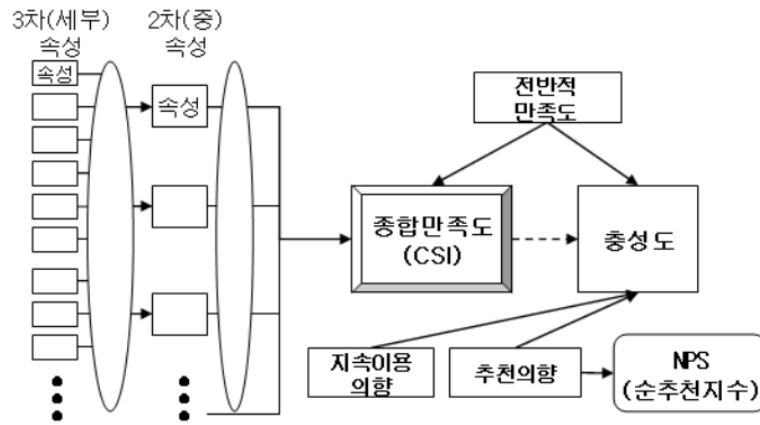 3차(세부)
속성
2차(중)
속성
속성
속성
전반적
만족도
종합만족도
(CSI)
충성도
지속이용
의향
추천의향
NPS
(순추천지수)